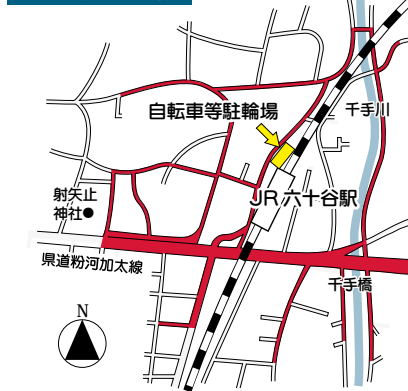 自転車等駐輪場
千手川
JR 六十谷駅
射矢止
神社
県道粉河加太線
千手橋
N